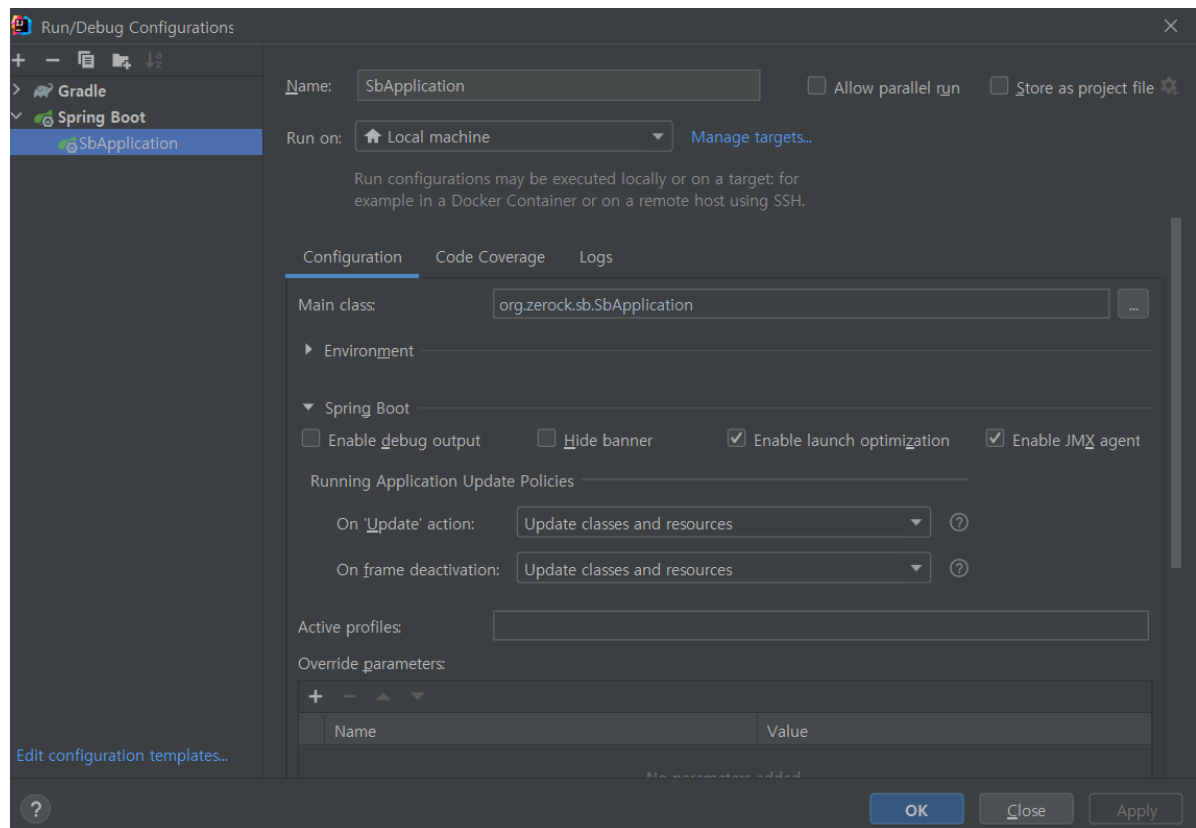 Run/Debug Configurations
Gradle
Spring Boot
SbApplication
Edit configuration templates...
Name: SbApplication Allow parallel run Store as project file
Run on: Local machine Manage targets...
Run configurations may be executed locally or on a target: for
example in a Docker Container or on a remote host using SSH.
Configuration Code Coverage Logs
Main class: org.zerock.sb.SbApplication ...
Environment
Spring Boot
Enable debug output Hide banner Enable launch optimization Enable JMX agent
Running Application Update Policies
On 'Update' action: Update classes and resources ?
On frame deactivation: Update classes and resources ?
Active profiles:
Override parameters:
Name Value
No parameters added
? OK Close Apply